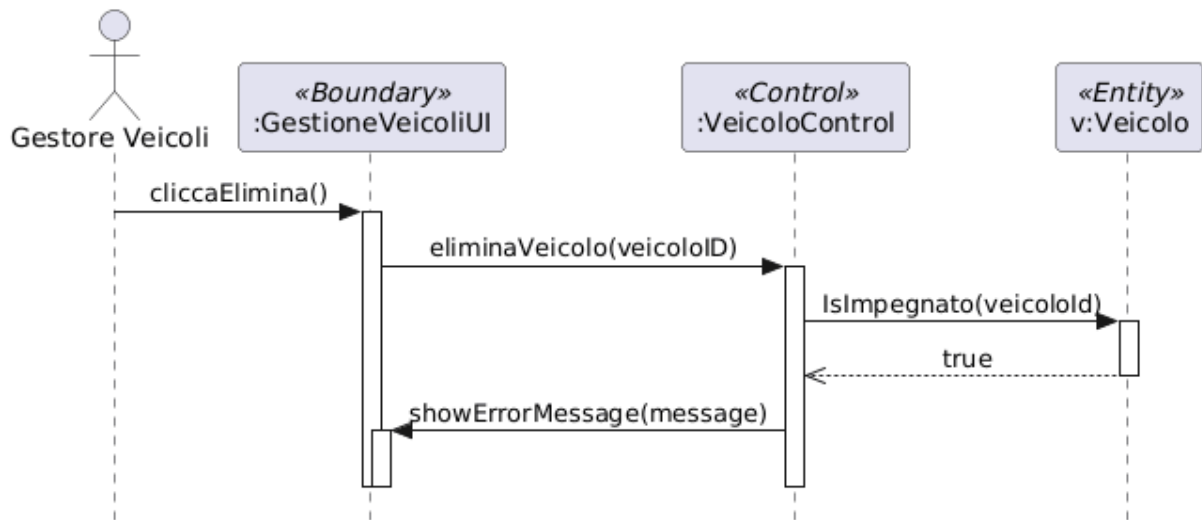 Gestore Veicoli
«Boundary»
:GestioneVeicoliUI
«Control»
:VeicoloControl
«Entity»
v:Veicolo
cliccaElimina()
eliminaVeicolo(veicoloID)
IsImpegnato(veicoloId)
true
showErrorMessage(message)